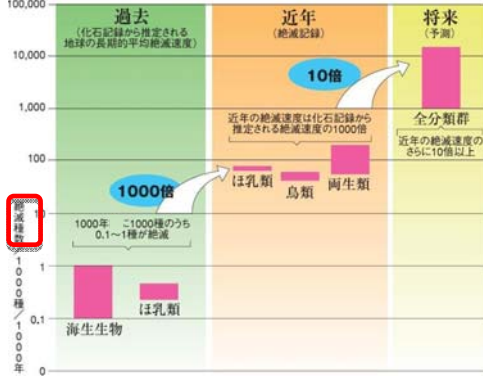 過去
(化石記録から推定される
地球の長期的平均絶滅速度)
近年
(絶滅記録)
将来
(予測)
100,000
10,000
1,000
100
10
1
0.1
0
絶滅種数/1000種/1000年
10倍
近年の絶滅速度は化石記録から
推定される絶滅速度の1000倍
全分類群
近年の絶滅速度の
さらに10倍以上
ほ乳類
鳥類
両生類
1000倍
1000年 ご1000種のうち
0.1~1種が絶滅
海生生物
ほ乳類